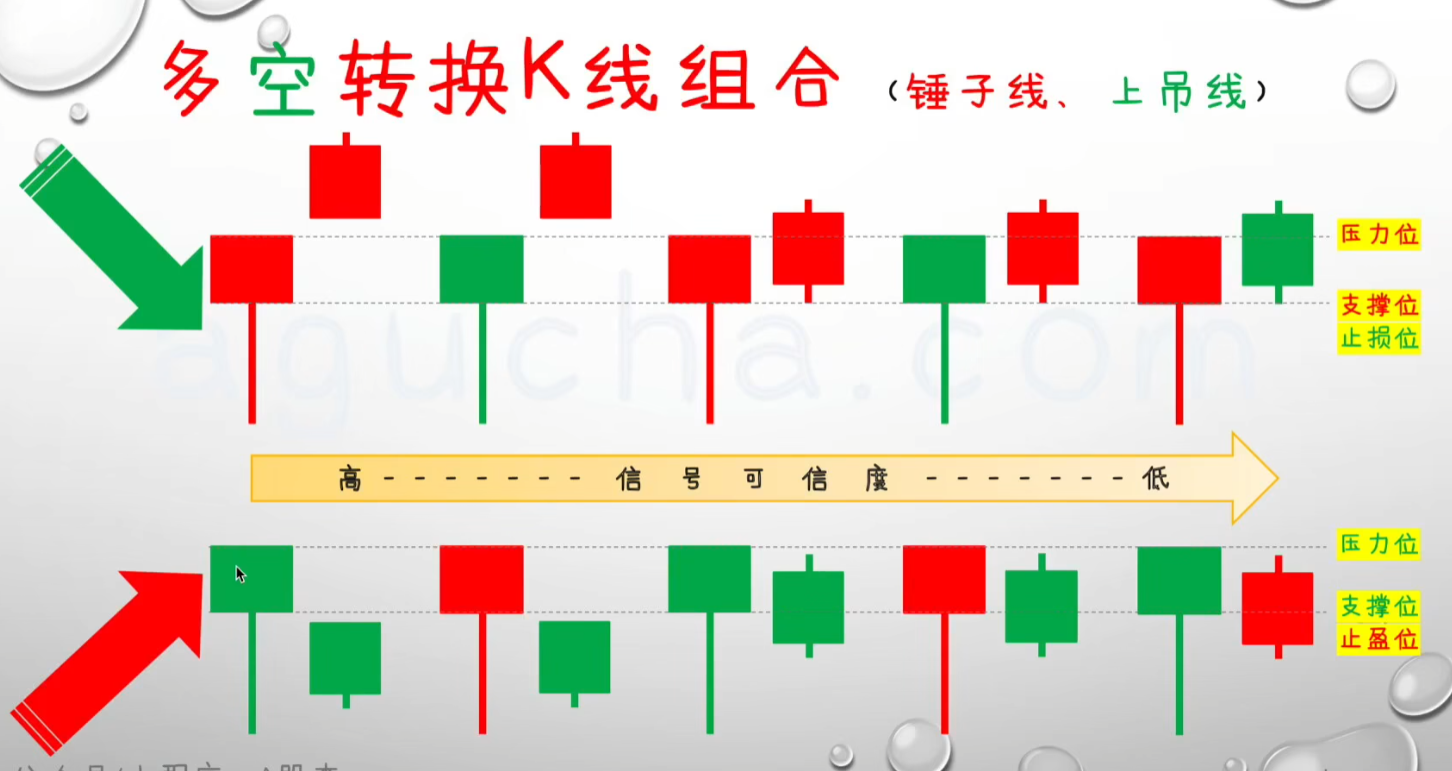 多空转换K线组合（锤子线、上吊线）
压力位
支撑位
止损位
agucha.com
高-------信号可信度-------低
压力位
支撑位
止盈位